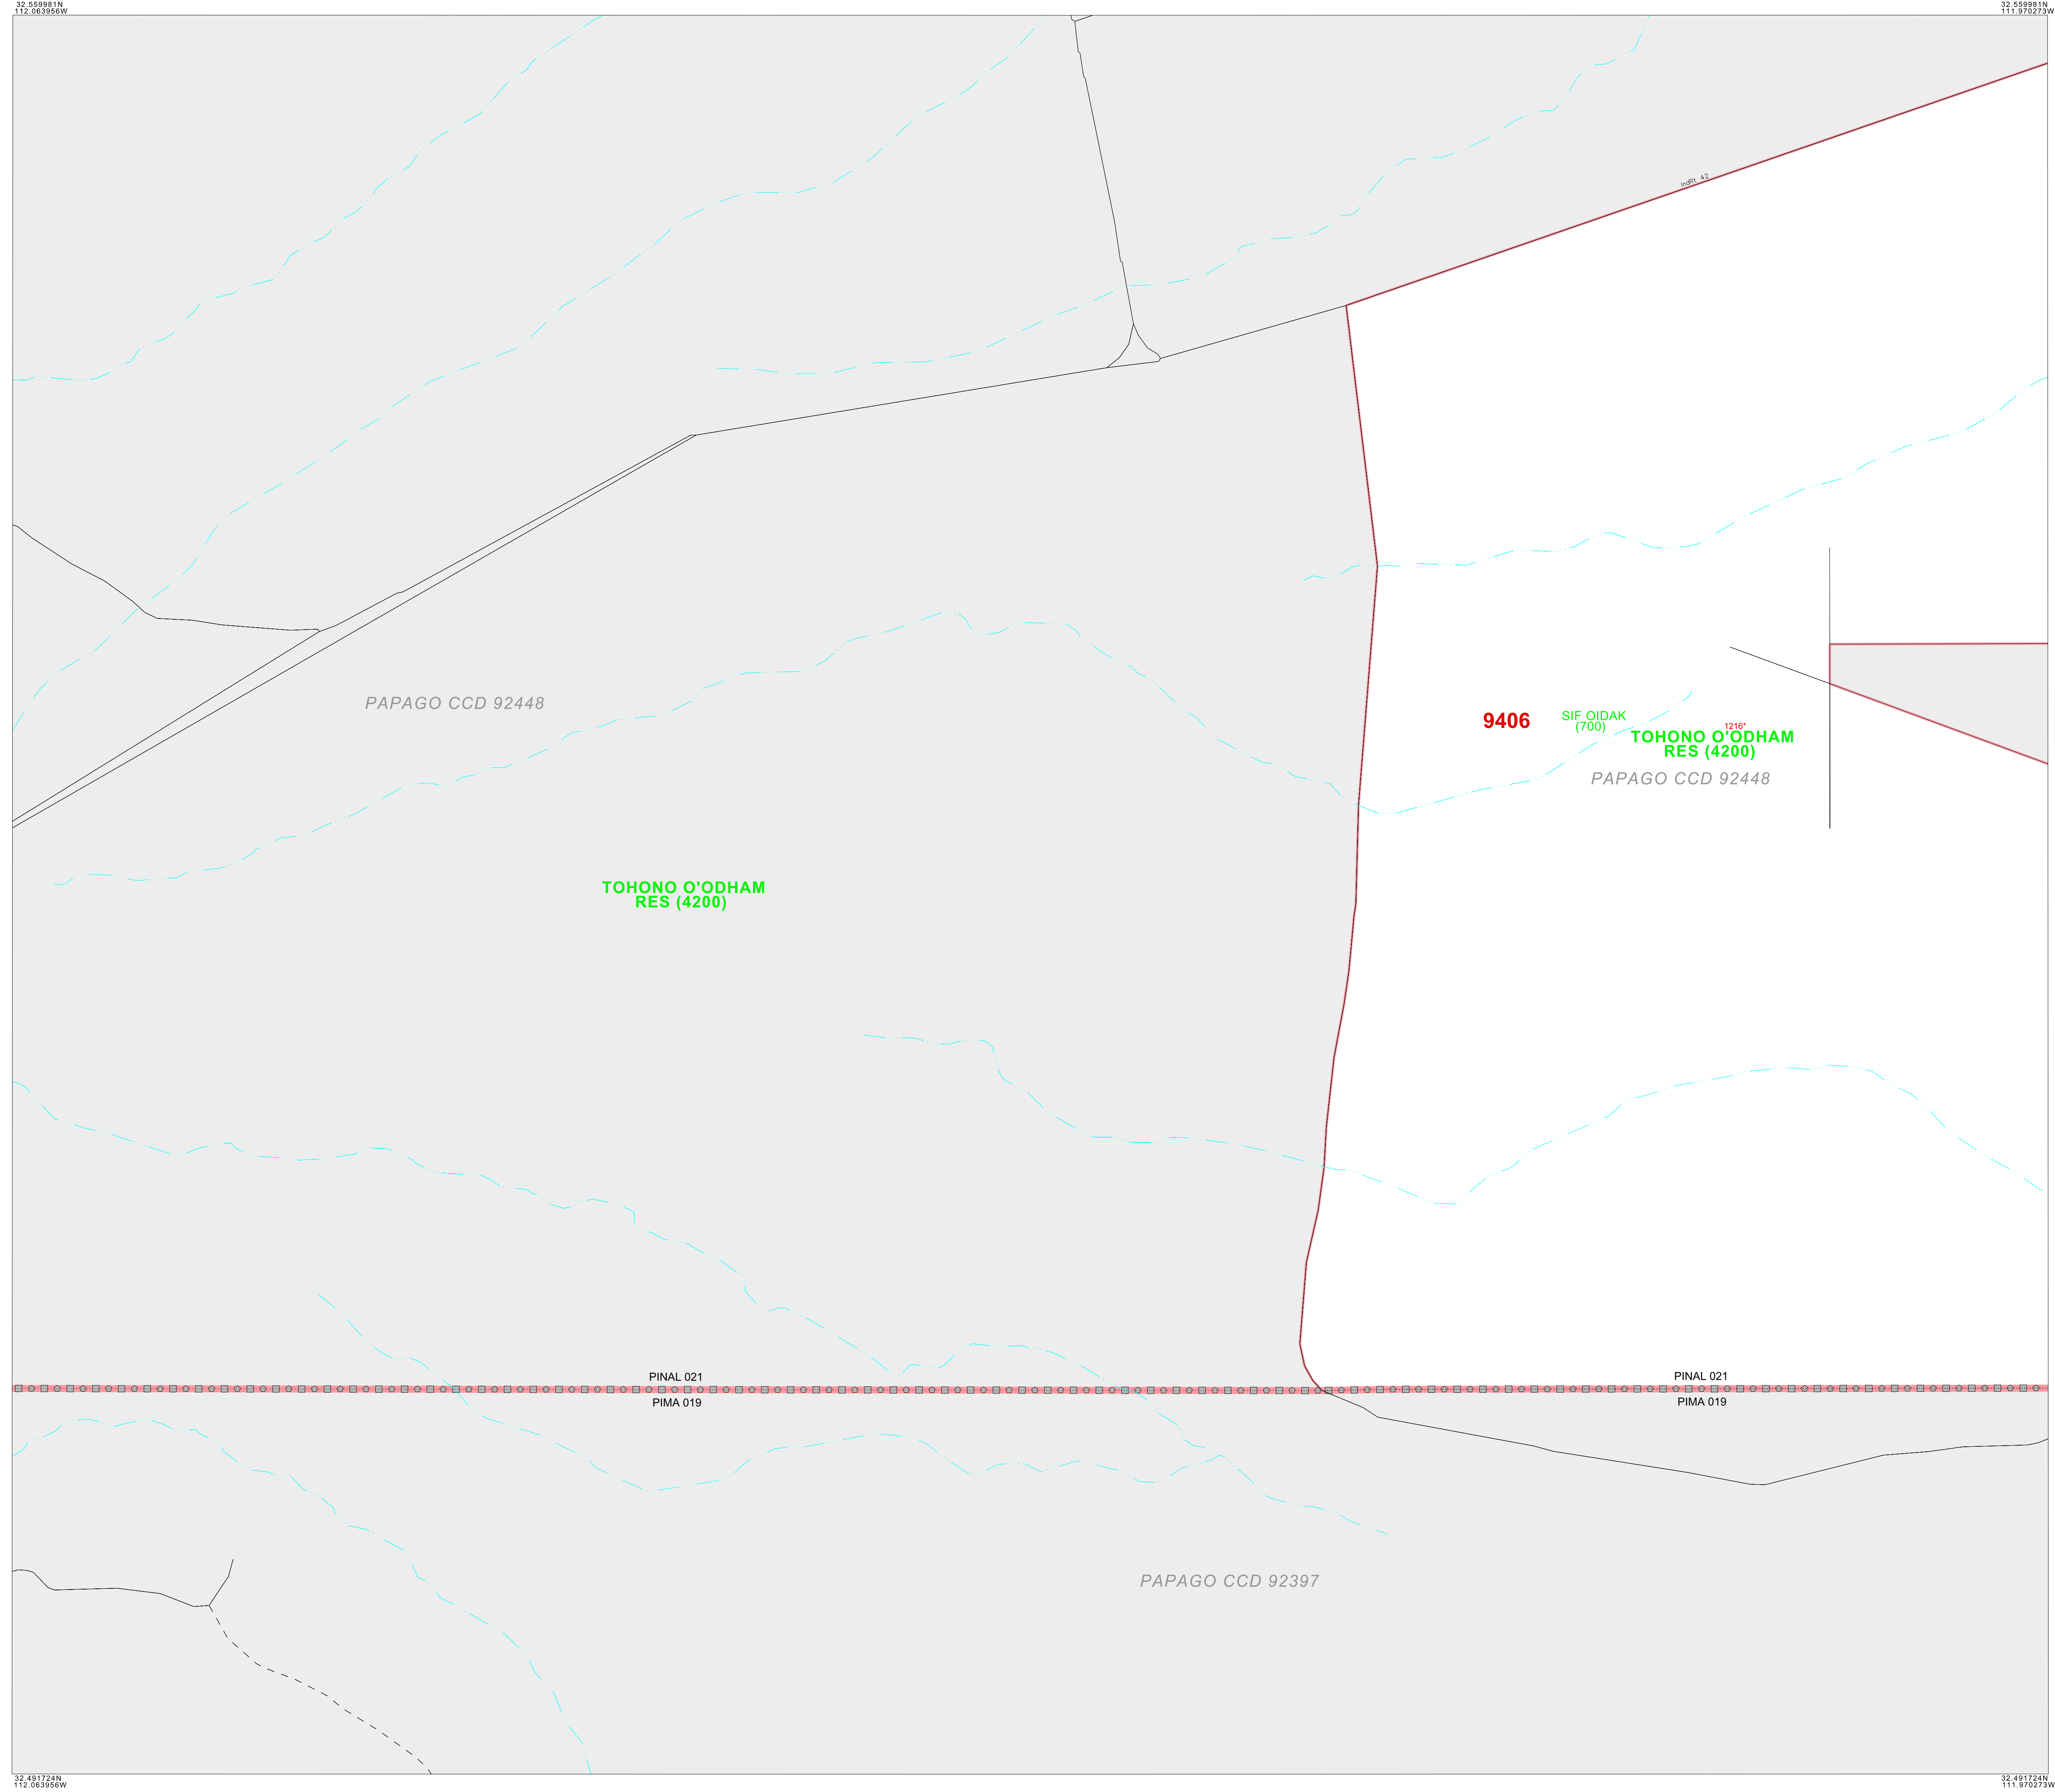 32.559981N
112.063956W
32.559981N
111.970273W
IndRt 42
PAPAGO CCD 92448
9406
SIF OIDAK
(700)
1216*
TOHONO O'ODHAM
RES (4200)
PAPAGO CCD 92448
TOHONO O'ODHAM
RES (4200)
PINAL 021
PIMA 019
PINAL 021
PIMA 019
PAPAGO CCD 92397
32.491724N
112.063956W
32.491724N
111.970273W